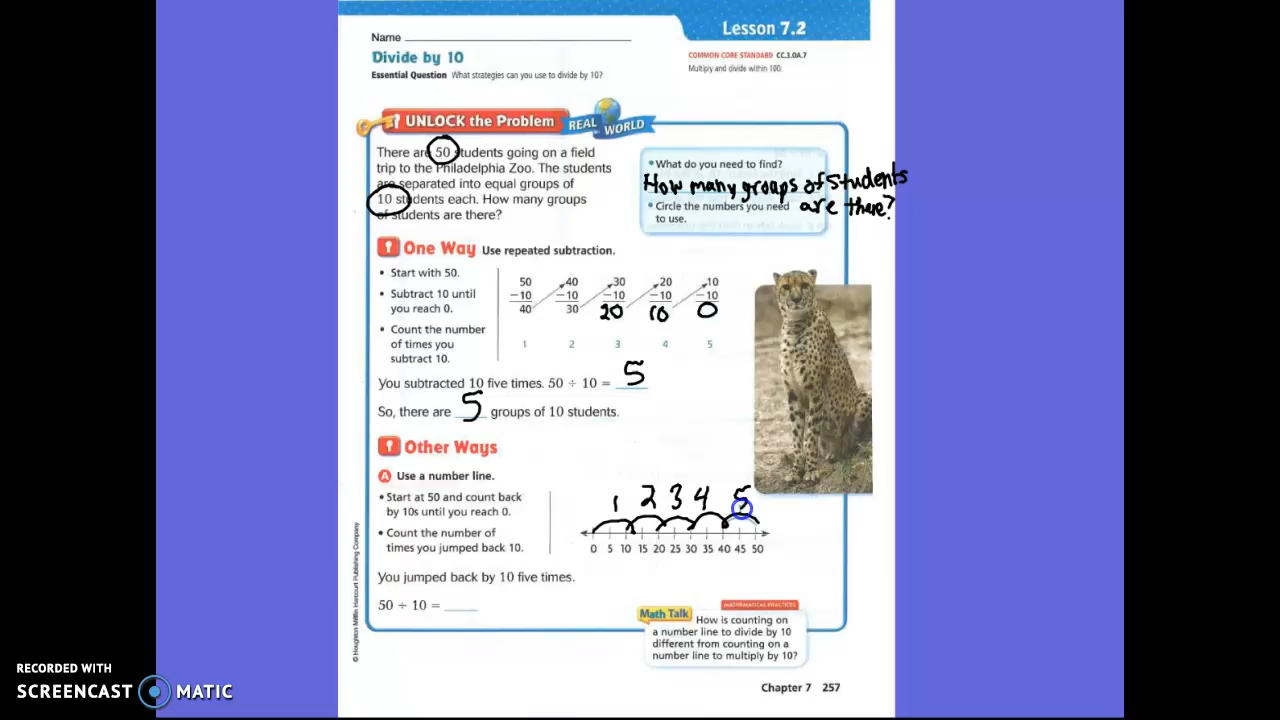 Lesson 7.2
Name
Divide by 10
Essential Question What strategies can you use to divide by 10?
COMMON CORE STANDARD CC.3.OA.7
Multiply and divide within 100.
UNLOCK the Problem
REAL WORLD
There are 50 students going on a field
trip to the Philadelphia Zoo. The students
are separated into equal groups of
10 students each. How many groups
of students are there?
• What do you need to find?
How many groups of students
are there?
• Circle the numbers you need
to use.
One Way Use repeated subtraction.
• Start with 50.
• Subtract 10 until
you reach 0.
• Count the number
of times you
subtract 10.
50 40 30 20 10
−10 −10 −10 −10 −10
40 30 20 10 0
1 2 3 4 5
You subtracted 10 five times. 50 ÷ 10 = 5
So, there are 5 groups of 10 students.
Other Ways
A Use a number line.
• Start at 50 and count back
by 10s until you reach 0.
• Count the number of
times you jumped back 10.
1 2 3 4 5
0 5 10 15 20 25 30 35 40 45 50
You jumped back by 10 five times.
50 ÷ 10 =
MATHEMATICAL PRACTICES
Math Talk How is counting on
a number line to divide by 10
different from counting on a
number line to multiply by 10?
© Houghton Mifflin Harcourt Publishing Company
Chapter 7 257
RECORDED WITH
SCREENCAST MATIC